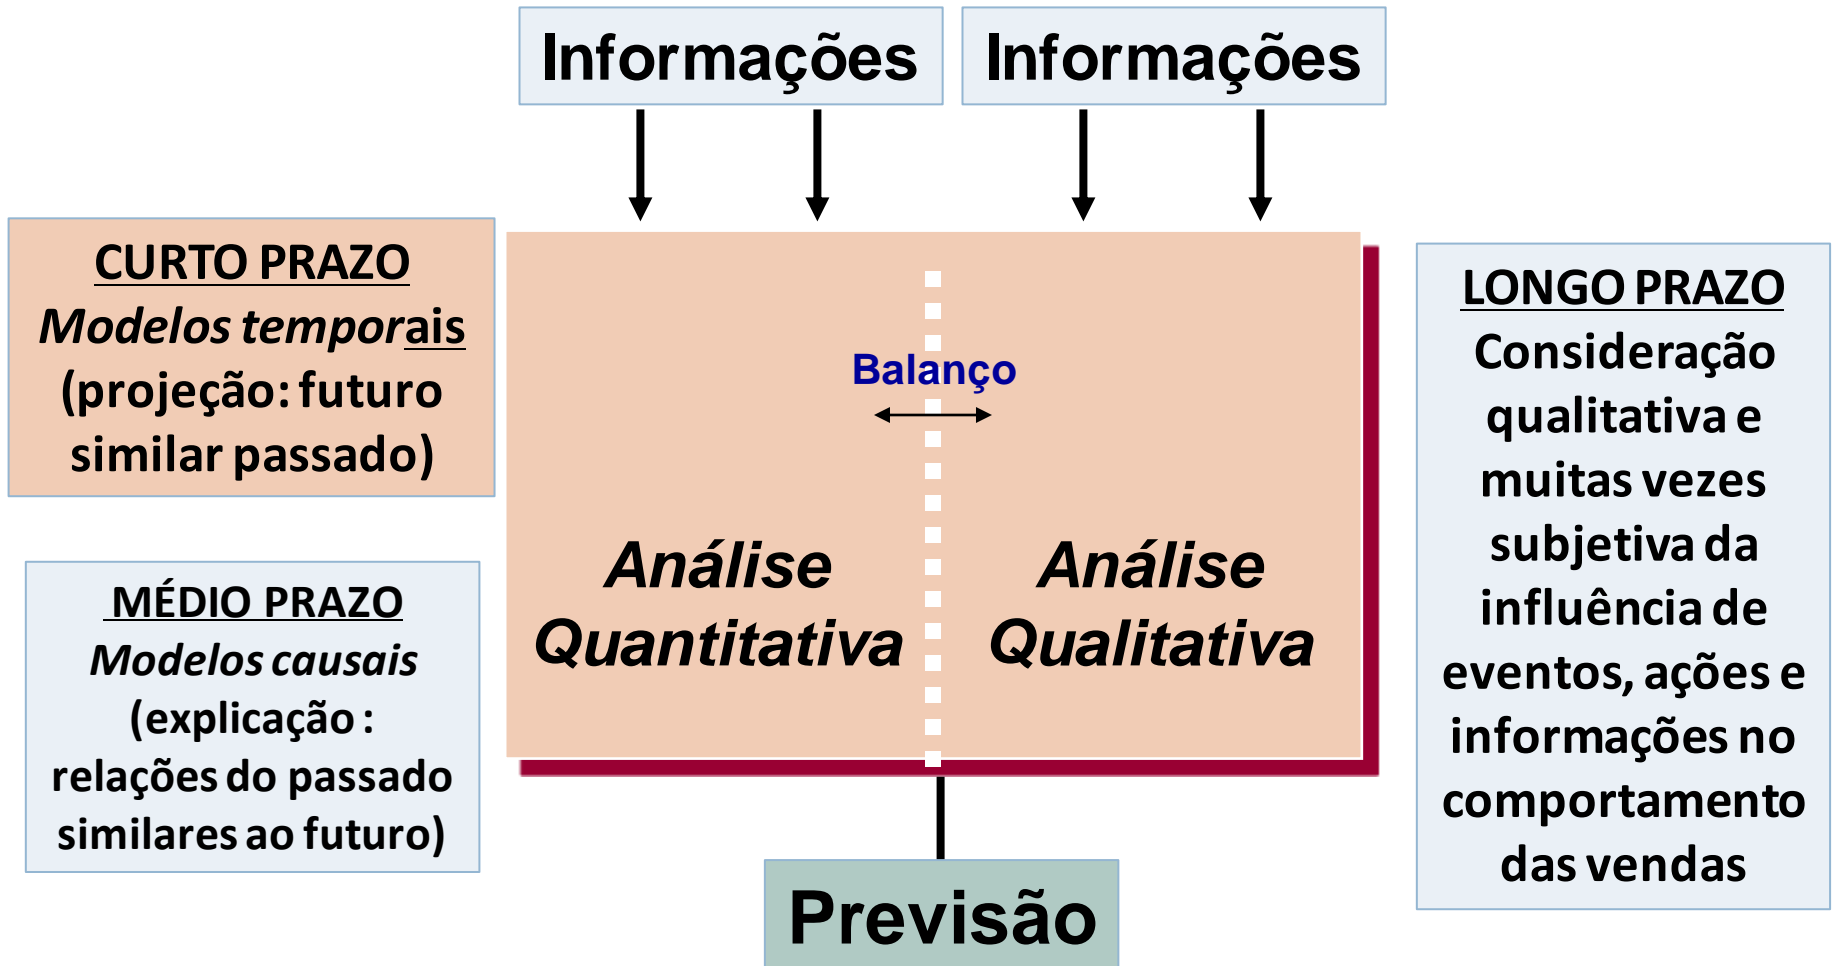 Informações
Informações
CURTO PRAZO
Modelos temporais
(projeção: futuro
similar passado)
MÉDIO PRAZO
Modelos causais
(explicação :
relações do passado
similares ao futuro)
Balanço
Análise
Quantitativa
Análise
Qualitativa
LONGO PRAZO
Consideração
qualitativa e
muitas vezes
subjetiva da
influência de
eventos, ações e
informações no
comportamento
das vendas
Previsão